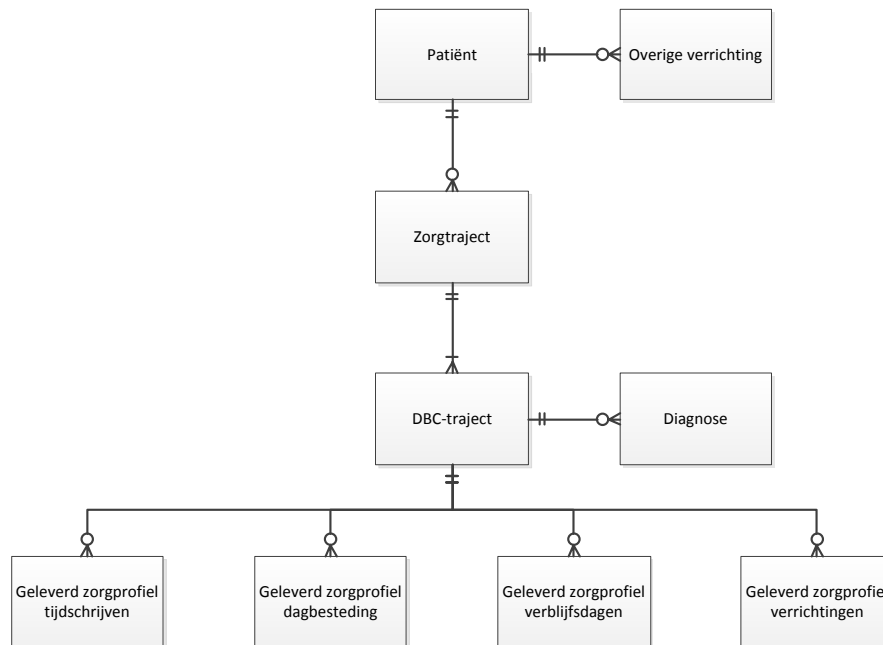 Patiënt
Overige verrichting
Zorgtraject
DBC-traject
Diagnose
Geleverd zorgprofiel
tijdschrijven
Geleverd zorgprofiel
dagbesteding
Geleverd zorgprofiel
verblijfsdagen
Geleverd zorgprofiel
verrichtingen